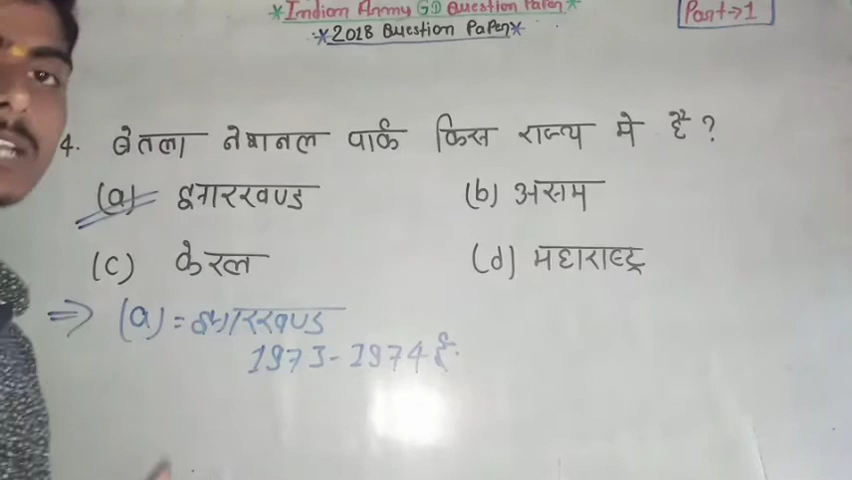 *Indian Army GD Question Paper*
*2018 Question Paper*
Part→1
4. बेतला नेशनल पार्क किस राज्य मे है ?
(a) झारखण्ड (b) असम
(c) केरल (d) महाराष्ट्र
⇒ (a) = झारखण्ड
1973-1974 ई.